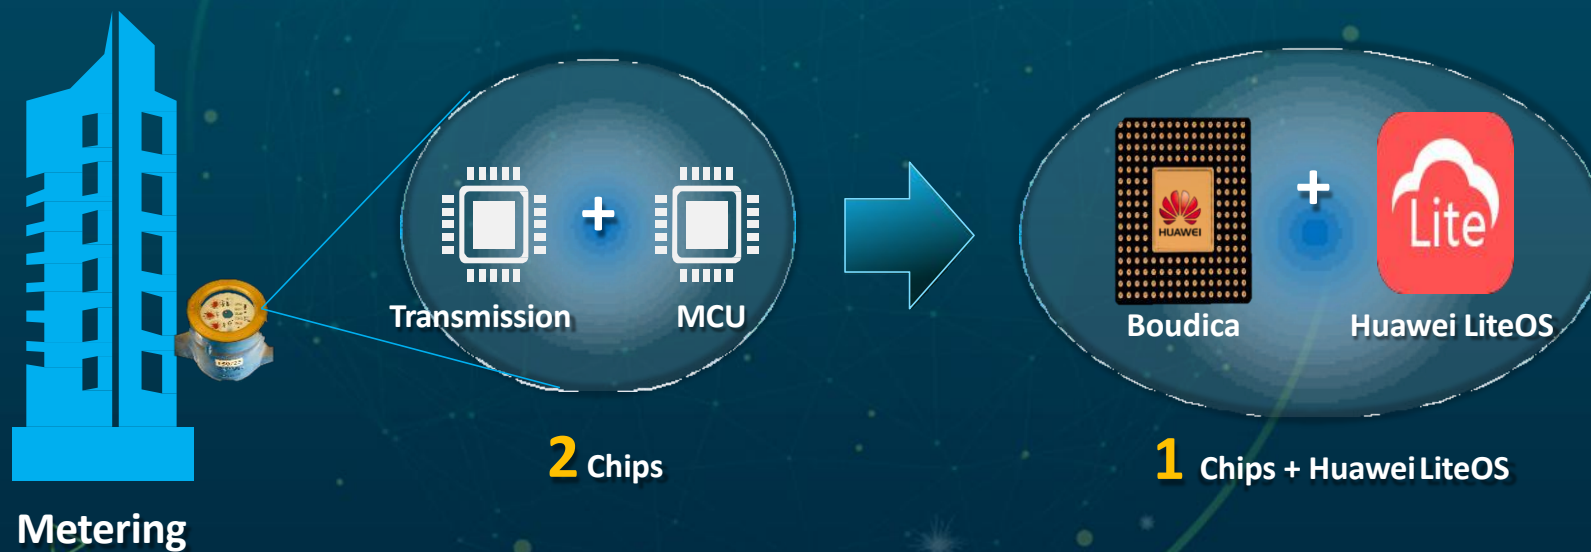 HUAWEI
Lite
Transmission
MCU
Boudica
Huawei LiteOS
2 Chips
1 Chips + Huawei LiteOS
Metering